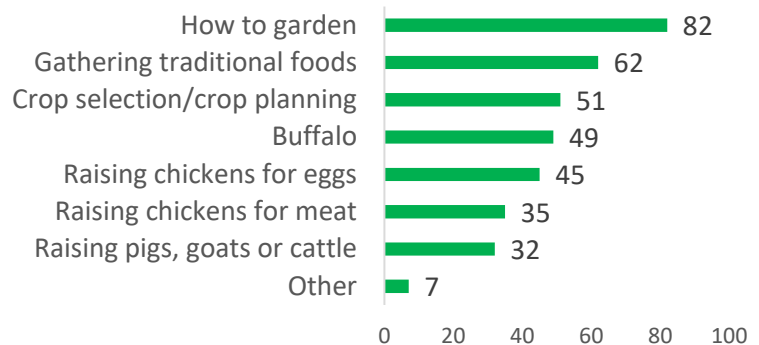 How to garden 82
Gathering traditional foods 62
Crop selection/crop planning 51
Buffalo 49
Raising chickens for eggs 45
Raising chickens for meat 35
Raising pigs, goats or cattle 32
Other 7
0 20 40 60 80 100